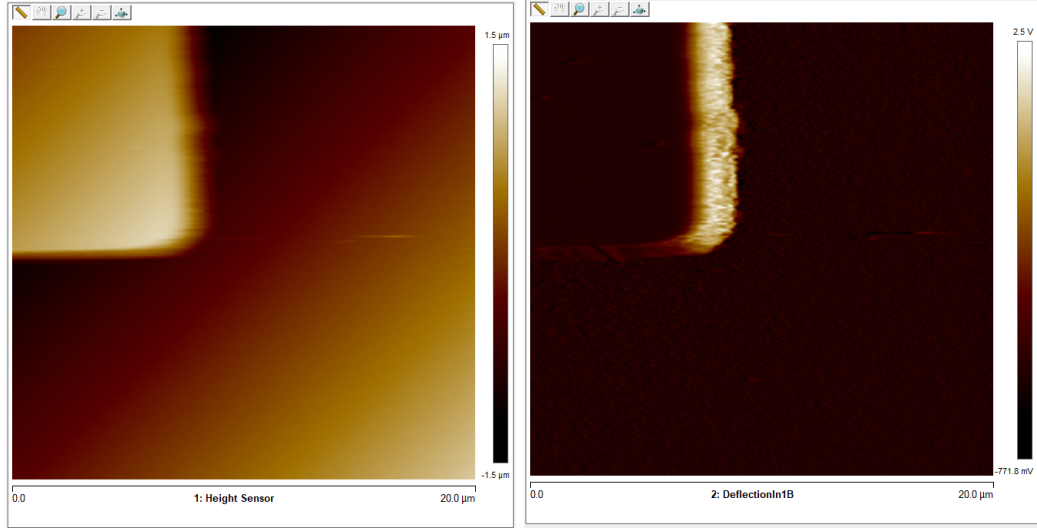 1.5 µm
-1.5 µm
0.0
1: Height Sensor
20.0 µm
2.5 V
-771.8 mV
0.0
2: DeflectionIn1B
20.0 µm